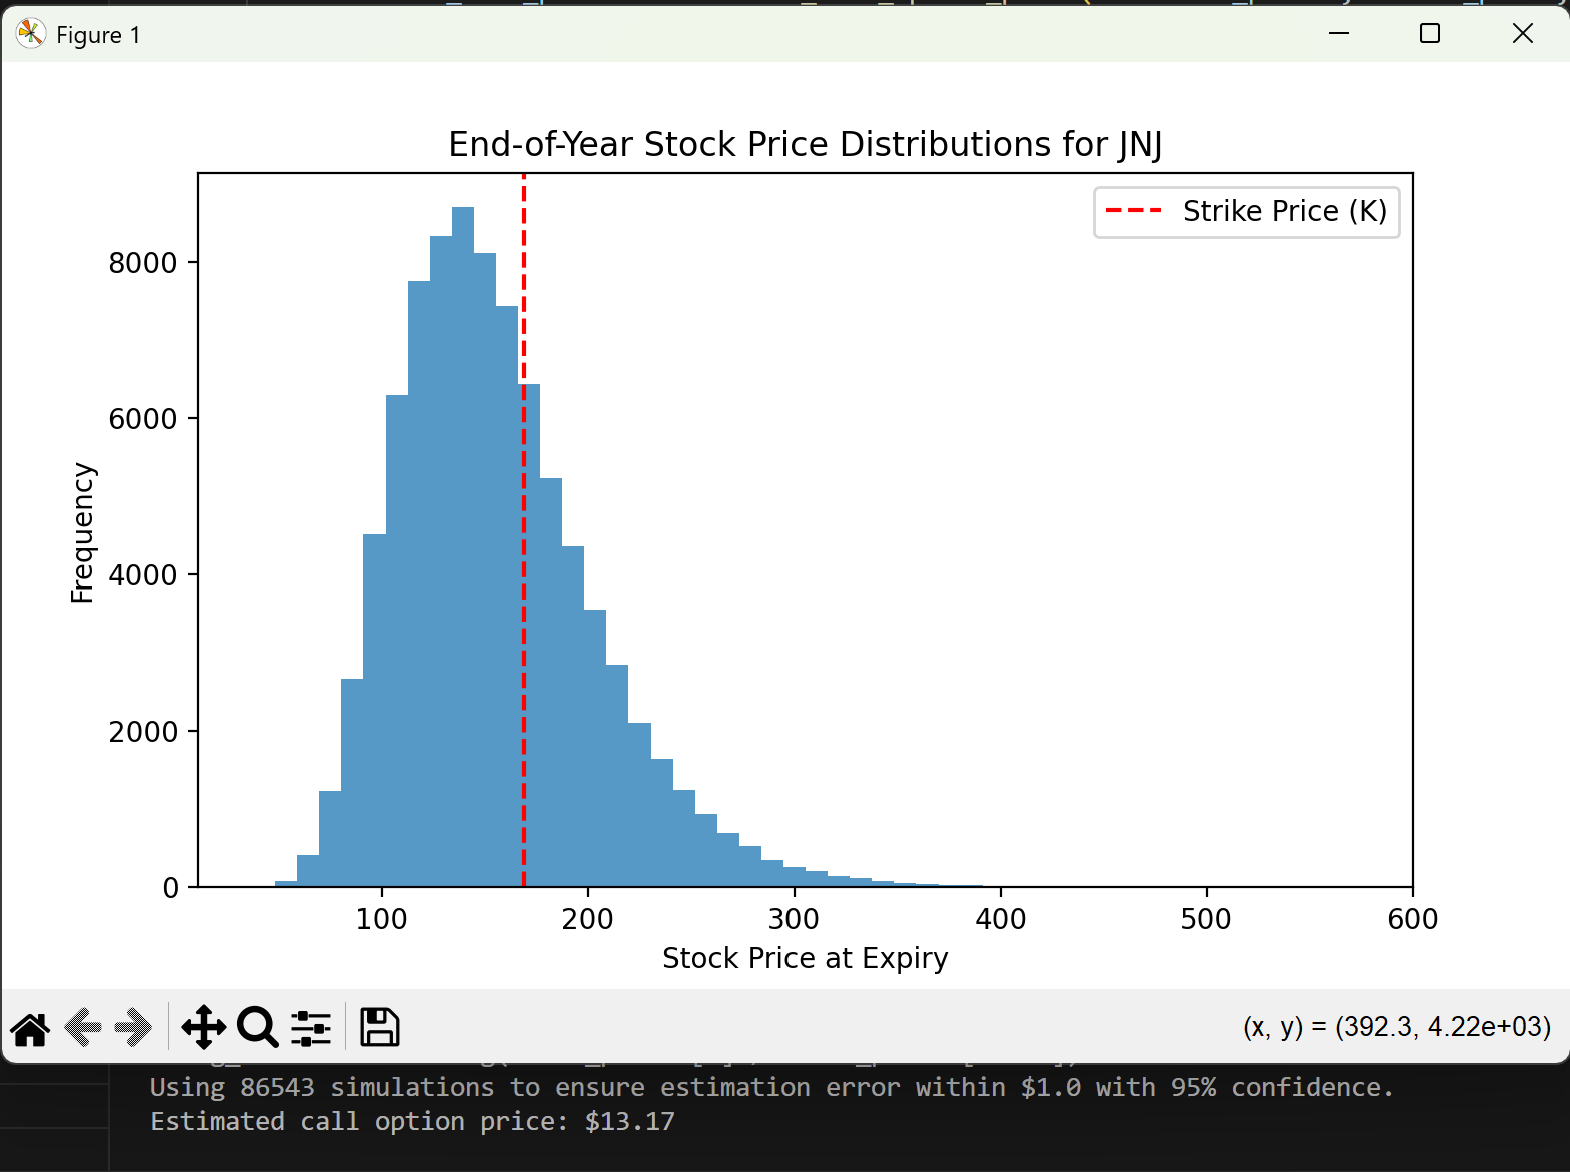 Figure 1
End-of-Year Stock Price Distributions for JNJ
Strike Price (K)
8000
6000
4000
2000
0
Frequency
100 200 300 400 500 600
Stock Price at Expiry
(x, y) = (392.3, 4.22e+03)
Using 86543 simulations to ensure estimation error within $1.0 with 95% confidence.
Estimated call option price: $13.17